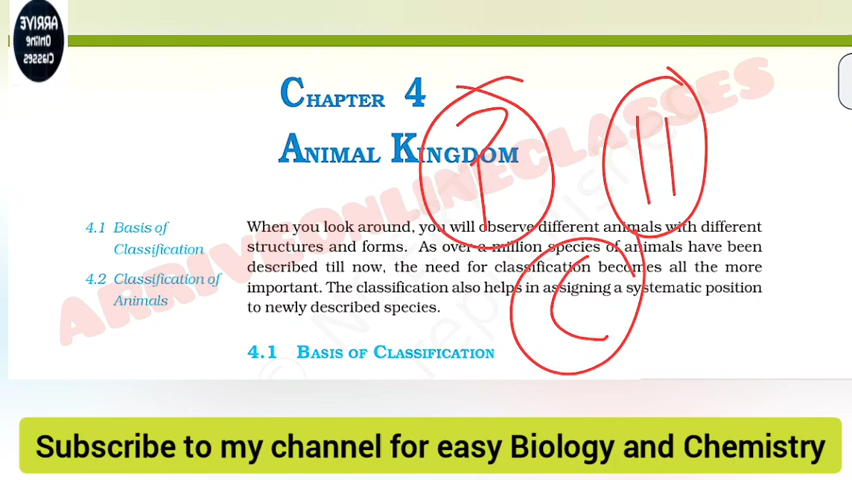 ARRIVE
Online
Classes
CHAPTER 4
ANIMAL KINGDOM
4.1 Basis of
Classification
4.2 Classification of
Animals
When you look around, you will observe different animals with different
structures and forms. As over a million species of animals have been
described till now, the need for classification becomes all the more
important. The classification also helps in assigning a systematic position
to newly described species.
4.1 BASIS OF CLASSIFICATION
ARRIVEONLINECLASSES
P
11
C
Subscribe to my channel for easy Biology and Chemistry